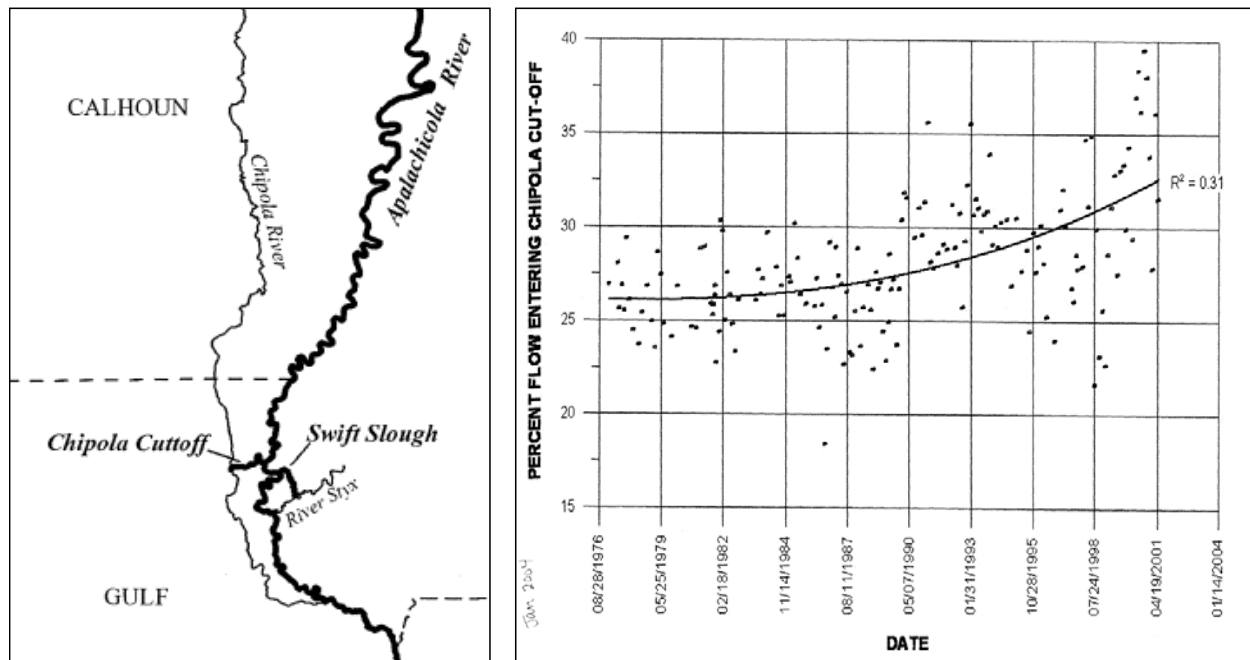 CALHOUN
Apalachicola River
Chipola River
Chipola Cuttoff
Swift Slough
River Styx
GULF
PERCENT FLOW ENTERING CHIPOLA CUT-OFF
40
35
30
25
20
15
R² = 0.31
08/28/1976
05/25/1979
02/18/1982
11/14/1984
08/11/1987
05/07/1990
01/31/1993
10/28/1995
07/24/1998
04/19/2001
01/14/2004
Jan 2004
DATE